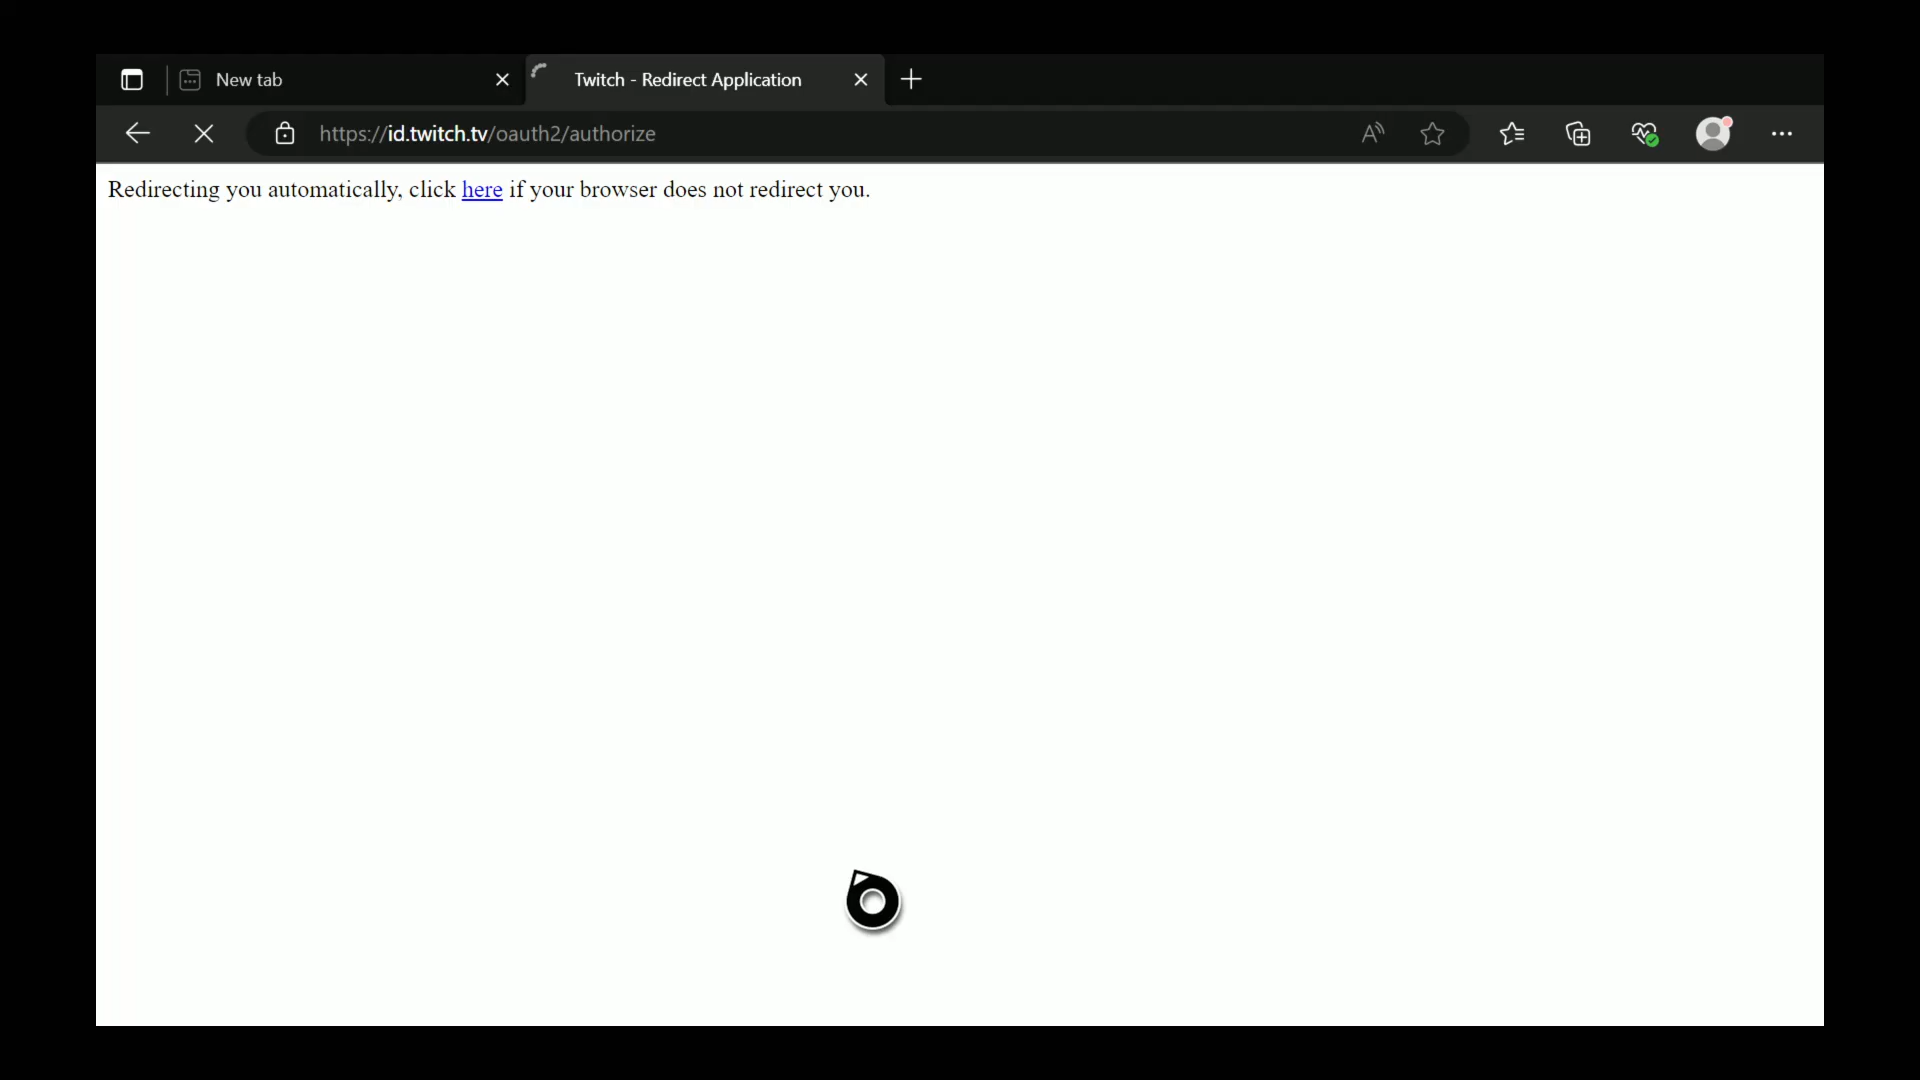 New tab
Twitch - Redirect Application
https://id.twitch.tv/oauth2/authorize
Redirecting you automatically, click here if your browser does not redirect you.